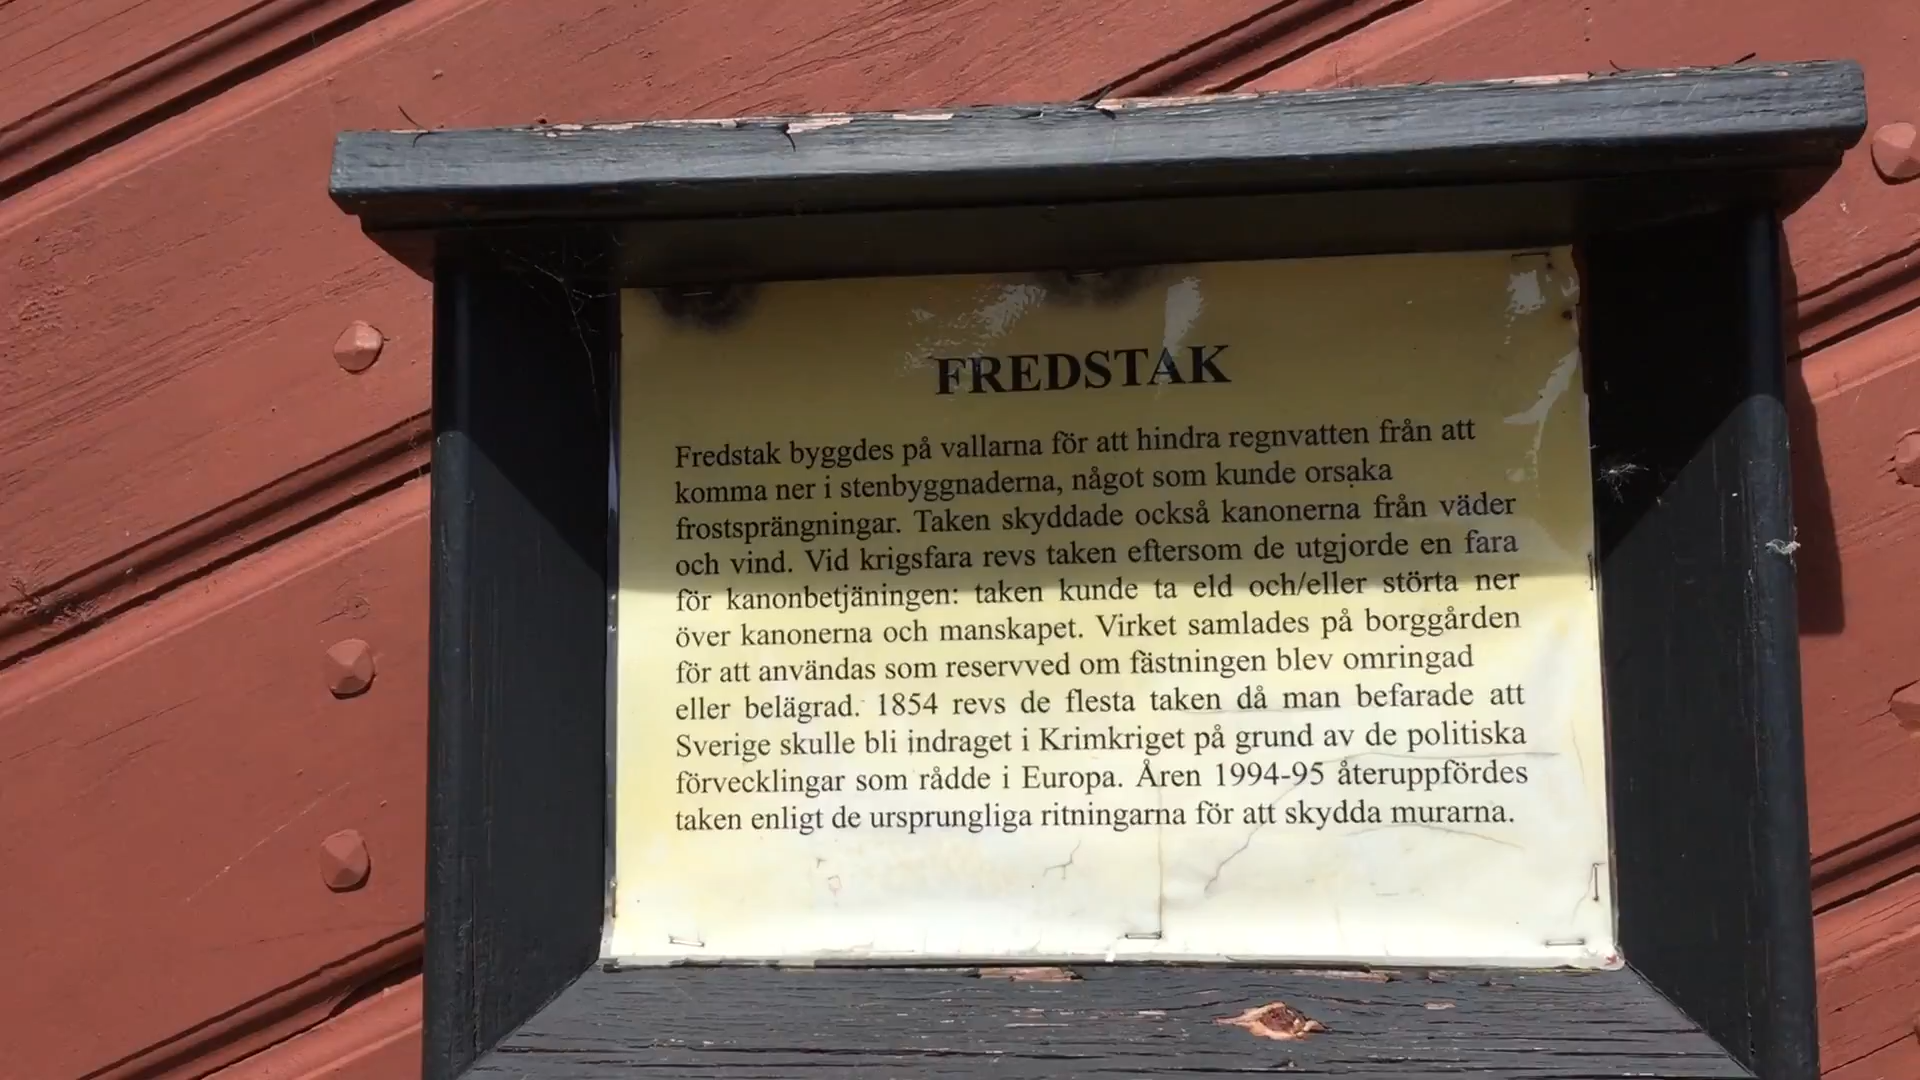 FREDSTAK
Fredstak byggdes på vallarna för att hindra regnvatten från att
komma ner i stenbyggnaderna, något som kunde orsaka
frostsprängningar. Taken skyddade också kanonerna från väder
och vind. Vid krigsfara revs taken eftersom de utgjorde en fara
för kanonbetjäningen: taken kunde ta eld och/eller störta ner
över kanonerna och manskapet. Virket samlades på borggården
för att användas som reservved om fästningen blev omringad
eller belägrad. 1854 revs de flesta taken då man befarade att
Sverige skulle bli indraget i Krimkriget på grund av de politiska
förvecklingar som rådde i Europa. Åren 1994-95 återuppfördes
taken enligt de ursprungliga ritningarna för att skydda murarna.